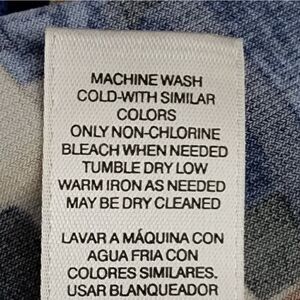 MACHINE WASH
COLD-WITH SIMILAR
COLORS
ONLY NON-CHLORINE
BLEACH WHEN NEEDED
TUMBLE DRY LOW
WARM IRON AS NEEDED
MAY BE DRY CLEANED
LAVAR A MÁQUINA CON
AGUA FRIA CON
COLORES SIMILARES.
USAR BLANQUEADOR